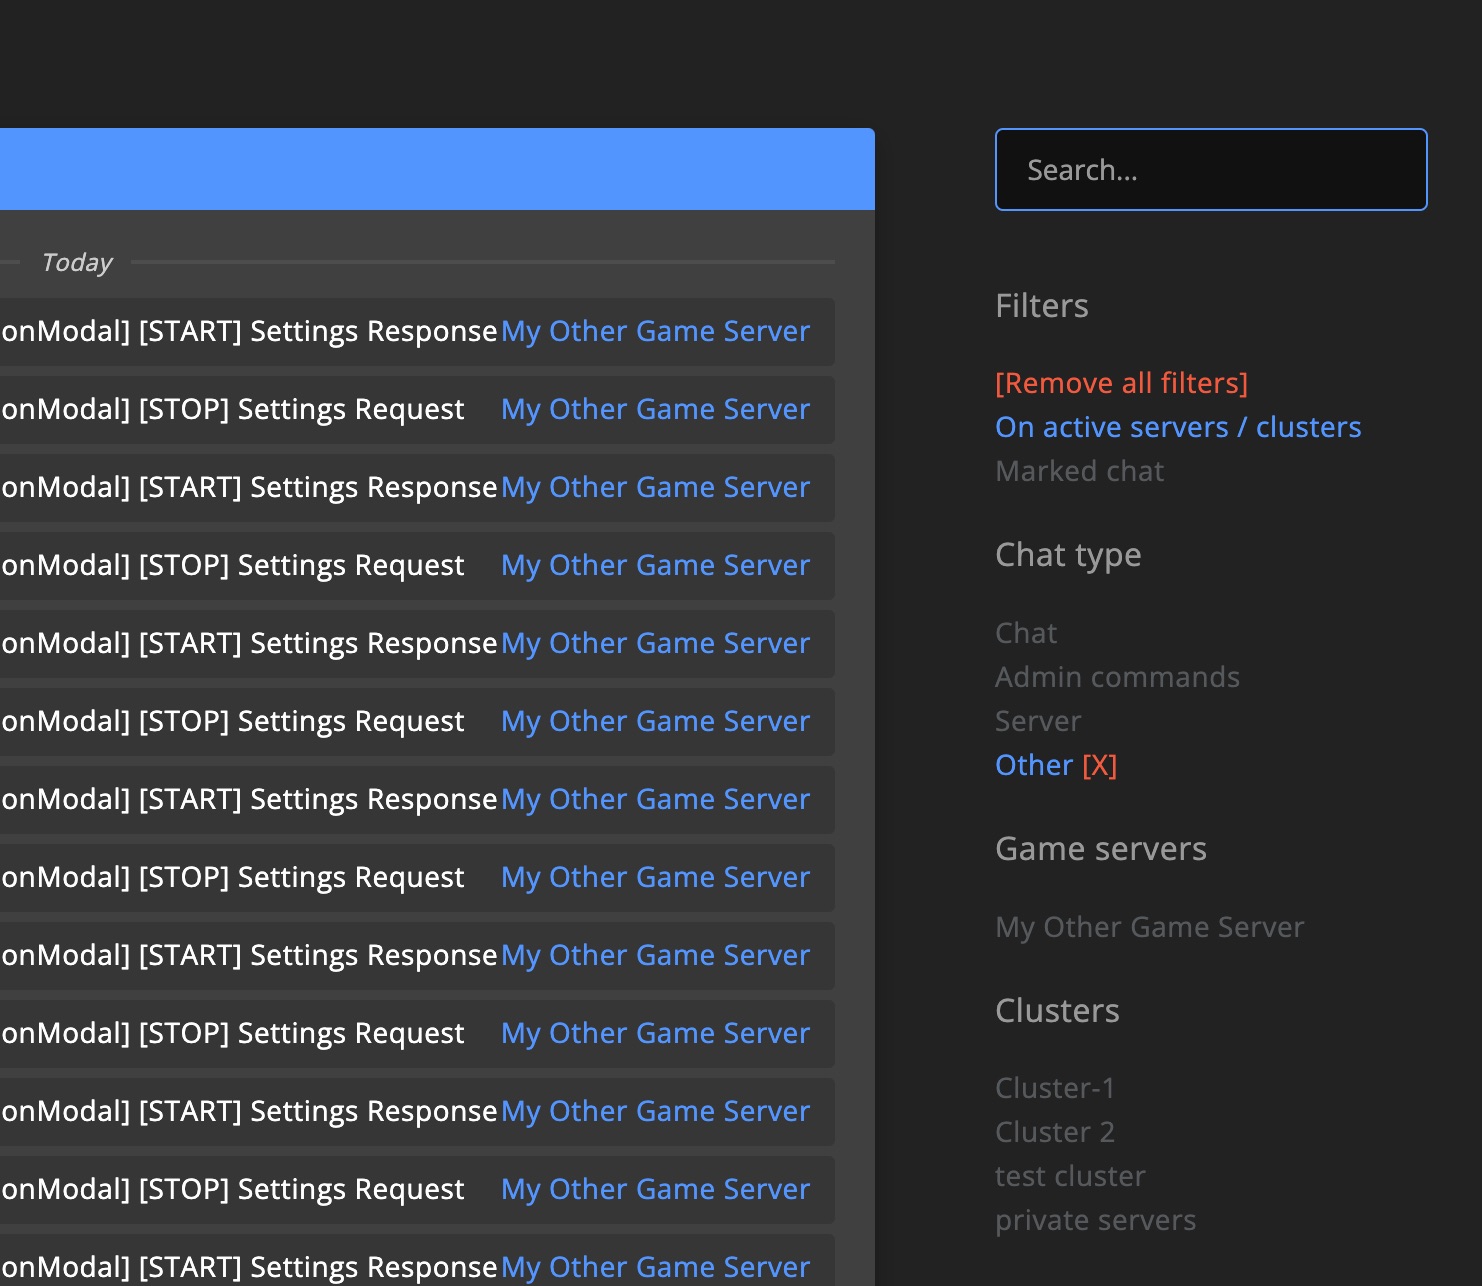 Today
onModal] [START] Settings Response My Other Game Server
onModal] [STOP] Settings Request My Other Game Server
onModal] [START] Settings Response My Other Game Server
onModal] [STOP] Settings Request My Other Game Server
onModal] [START] Settings Response My Other Game Server
onModal] [STOP] Settings Request My Other Game Server
onModal] [START] Settings Response My Other Game Server
onModal] [STOP] Settings Request My Other Game Server
onModal] [START] Settings Response My Other Game Server
onModal] [STOP] Settings Request My Other Game Server
onModal] [START] Settings Response My Other Game Server
onModal] [STOP] Settings Request My Other Game Server
onModal] [START] Settings Response My Other Game Server
Search...
Filters
[Remove all filters]
On active servers / clusters
Marked chat
Chat type
Chat
Admin commands
Server
Other [X]
Game servers
My Other Game Server
Clusters
Cluster-1
Cluster 2
test cluster
private servers